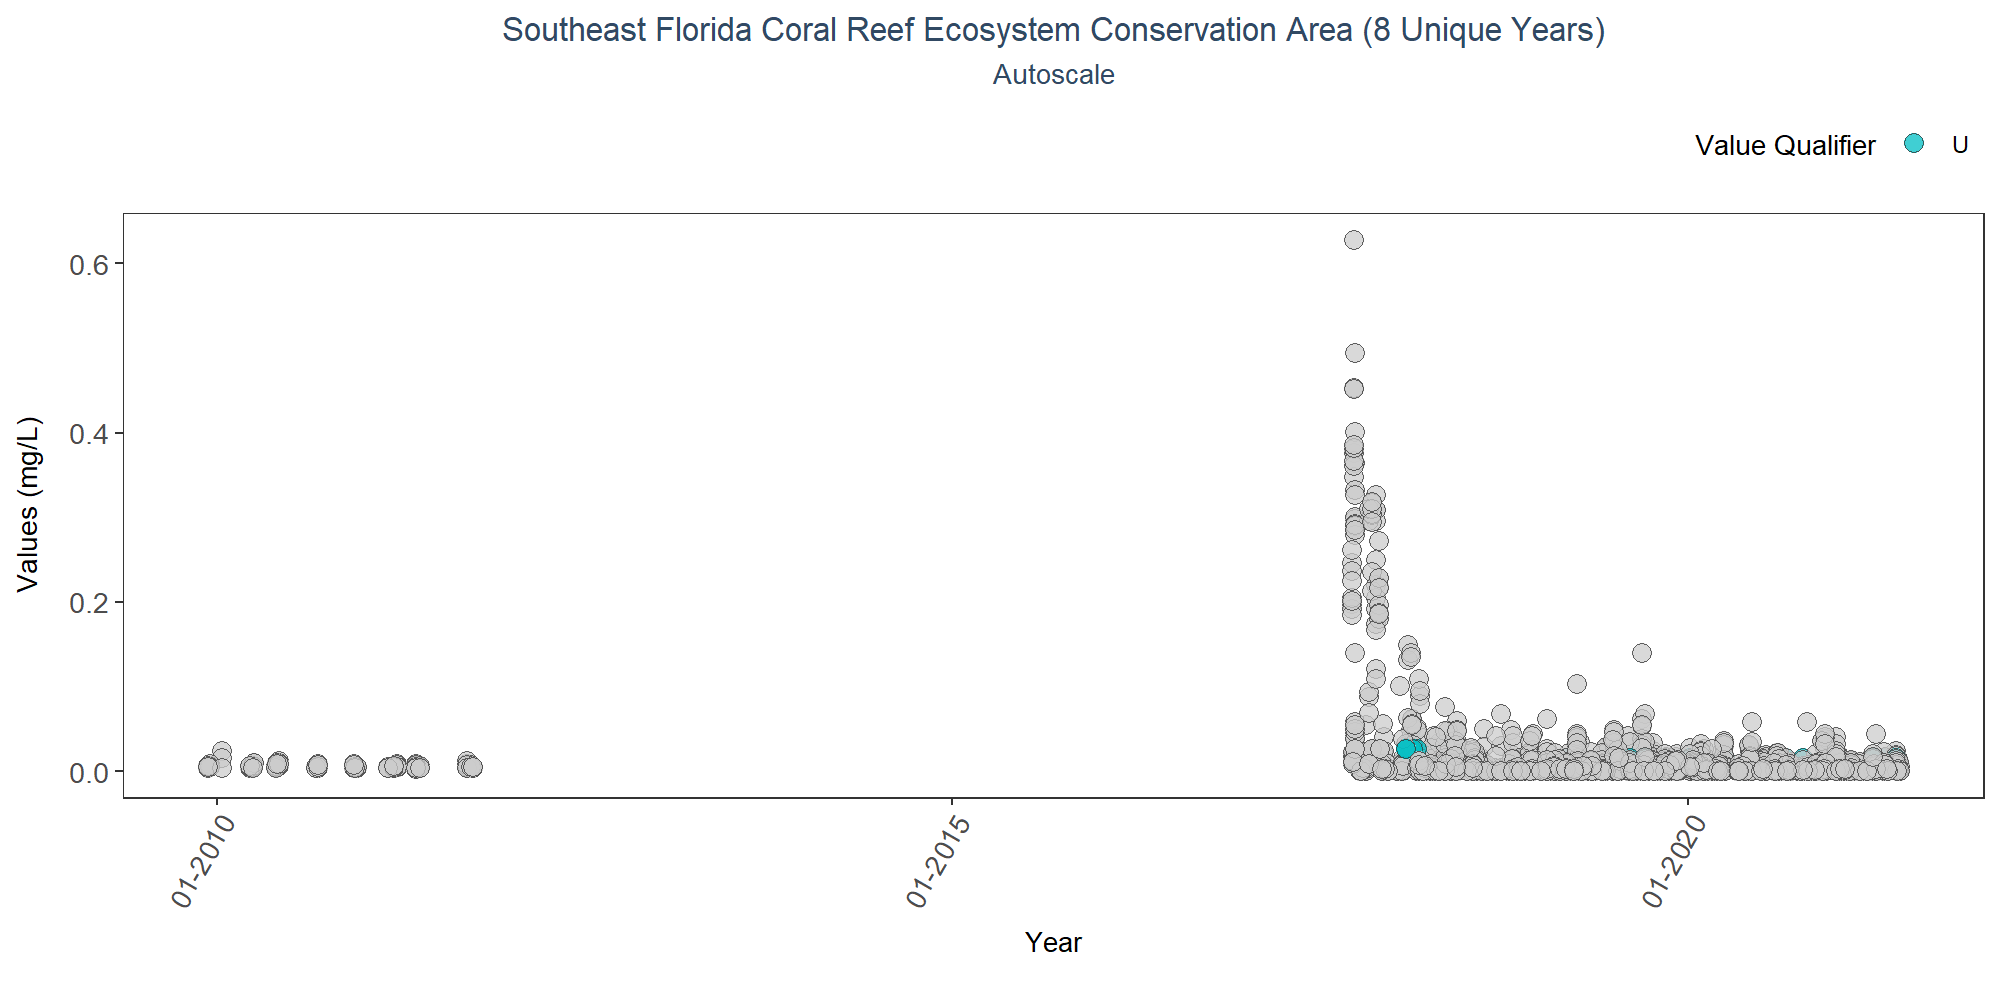 Southeast Florida Coral Reef Ecosystem Conservation Area (8 Unique Years)
Autoscale
Value Qualifier U
Values (mg/L)
0.6
0.4
0.2
0.0
01-2010 01-2015 01-2020
Year